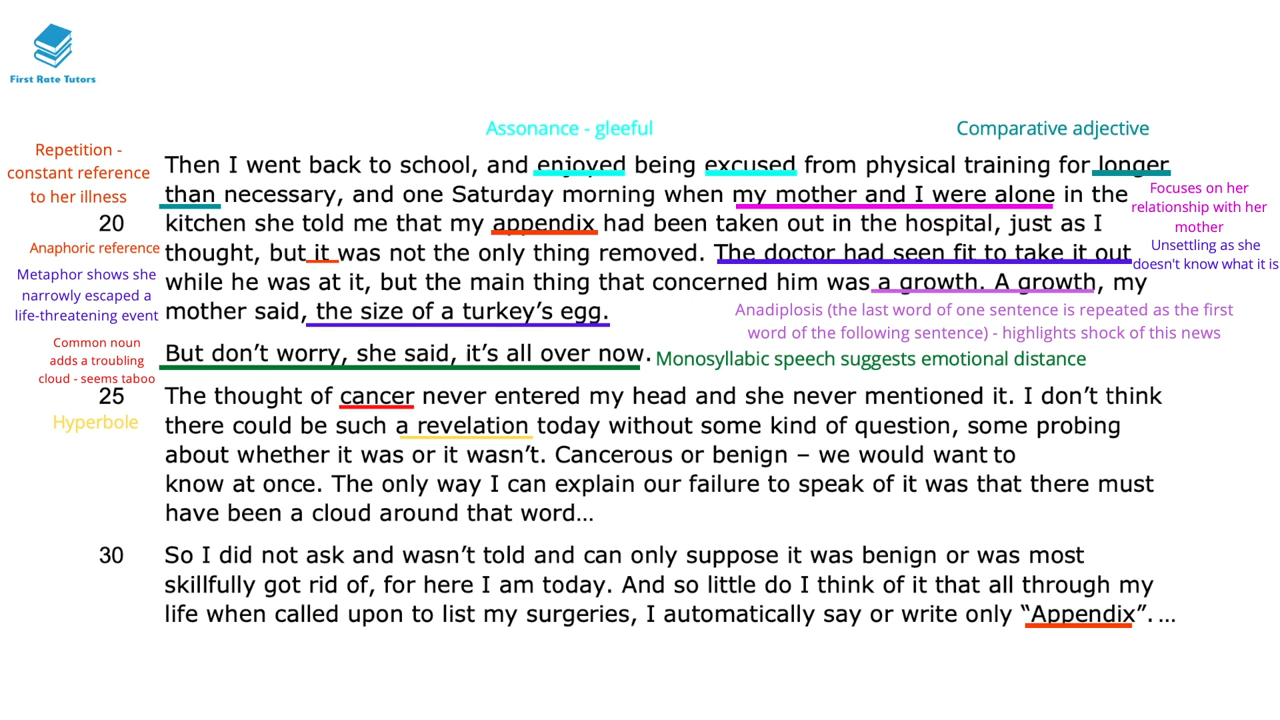 First Rate Tutors
Assonance - gleeful
Comparative adjective
Repetition -
constant reference
to her illness
Then I went back to school, and enjoyed being excused from physical training for longer
than necessary, and one Saturday morning when my mother and I were alone in the
Focuses on her
relationship with her
mother
20
kitchen she told me that my appendix had been taken out in the hospital, just as I
Anaphoric reference
thought, but it was not the only thing removed. The doctor had seen fit to take it out
Unsettling as she
doesn't know what it is
Metaphor shows she
narrowly escaped a
life-threatening event
while he was at it, but the main thing that concerned him was a growth. A growth, my
mother said, the size of a turkey’s egg.
Anadiplosis (the last word of one sentence is repeated as the first
word of the following sentence) - highlights shock of this news
Common noun
adds a troubling
cloud - seems taboo
But don’t worry, she said, it’s all over now.
Monosyllabic speech suggests emotional distance
25
The thought of cancer never entered my head and she never mentioned it. I don’t think
Hyperbole
there could be such a revelation today without some kind of question, some probing
about whether it was or it wasn’t. Cancerous or benign – we would want to
know at once. The only way I can explain our failure to speak of it was that there must
have been a cloud around that word…
30
So I did not ask and wasn’t told and can only suppose it was benign or was most
skillfully got rid of, for here I am today. And so little do I think of it that all through my
life when called upon to list my surgeries, I automatically say or write only “Appendix”. …